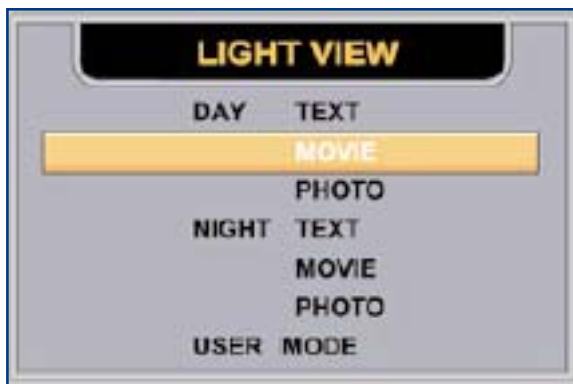 LIGHT VIEW
DAY TEXT
MOVIE
PHOTO
NIGHT TEXT
MOVIE
PHOTO
USER MODE